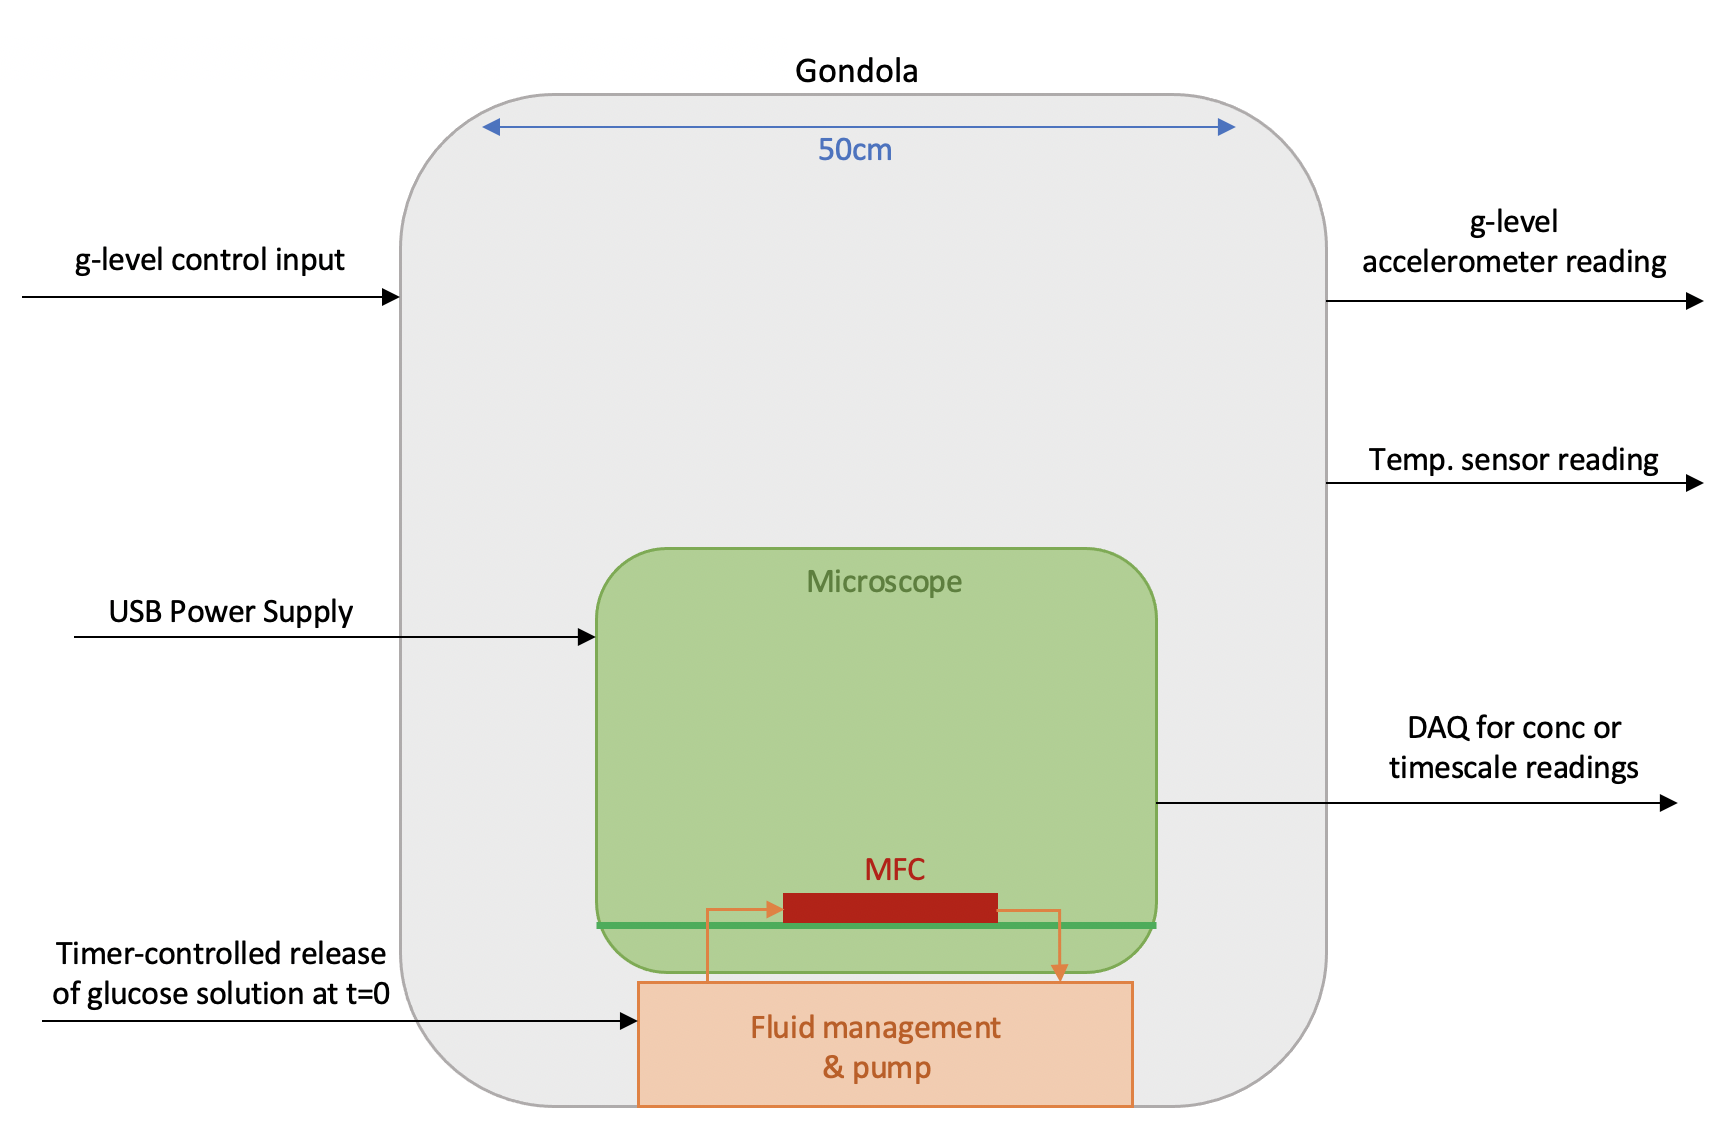 Gondola
50cm
g-level control input
g-level
accelerometer reading
Temp. sensor reading
Microscope
USB Power Supply
DAQ for conc or
timescale readings
MFC
Timer-controlled release
of glucose solution at t=0
Fluid management
& pump